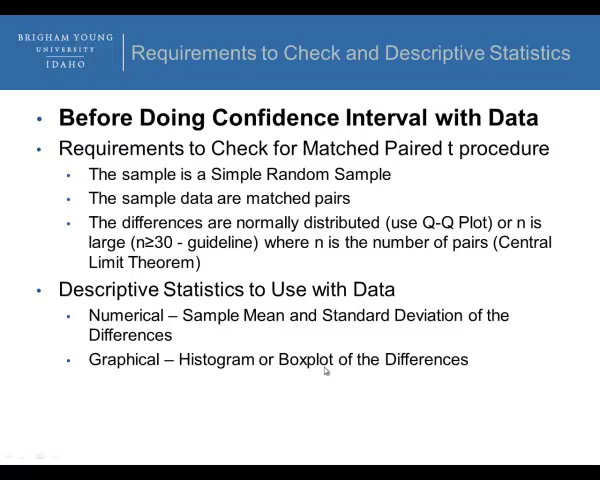 BRIGHAM YOUNG
UNIVERSITY
IDAHO
Requirements to Check and Descriptive Statistics
• Before Doing Confidence Interval with Data
• Requirements to Check for Matched Paired t procedure
• The sample is a Simple Random Sample
• The sample data are matched pairs
• The differences are normally distributed (use Q-Q Plot) or n is
large (n≥30 - guideline) where n is the number of pairs (Central
Limit Theorem)
• Descriptive Statistics to Use with Data
• Numerical – Sample Mean and Standard Deviation of the
Differences
• Graphical – Histogram or Boxplot of the Differences